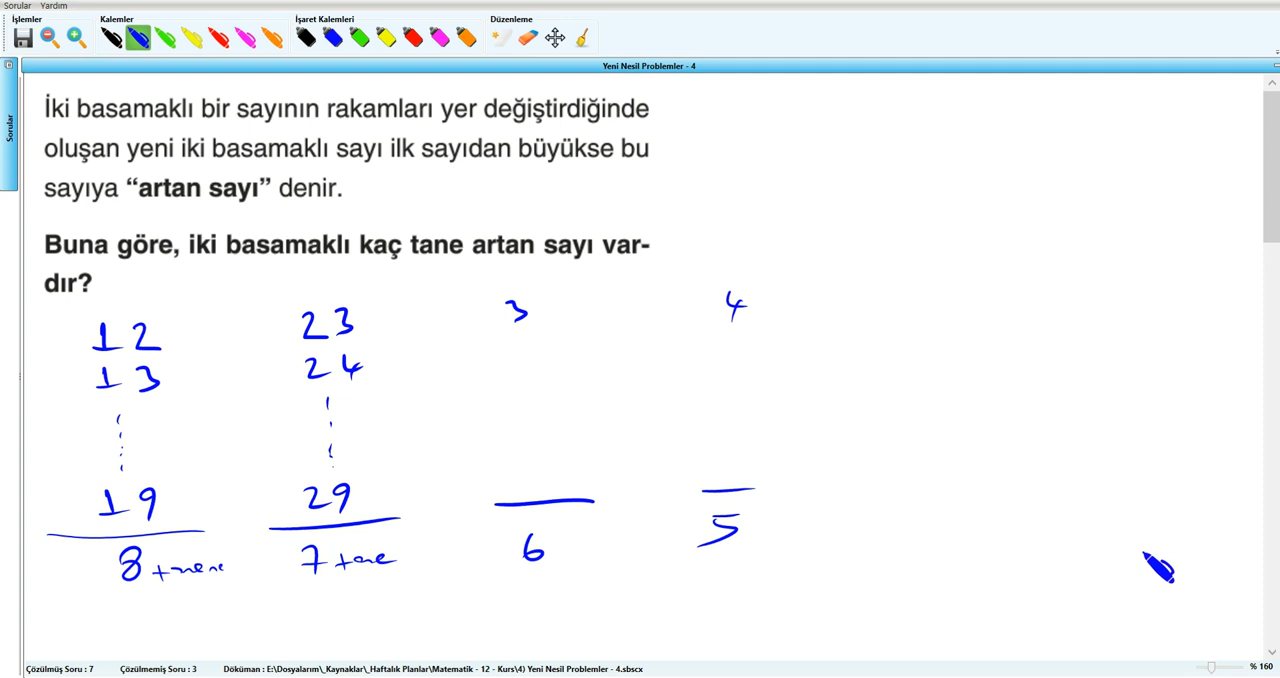 Sorular Yardım
İşlemler Kalemler İşaret Kalemleri Düzenleme
Yeni Nesil Problemler - 4
Sorular
İki basamaklı bir sayının rakamları yer değiştirdiğinde
oluşan yeni iki basamaklı sayı ilk sayıdan büyükse bu
sayıya “artan sayı” denir.
Buna göre, iki basamaklı kaç tane artan sayı var-
dır?
12 23 3 4
13 24
19 29
8 7 tane 6 5
Çözülmüş Soru : 7 Çözülmemiş Soru : 3 Döküman : E:\Dosyalarım\_Kaynaklar\_Haftalık Planlar\Matematik - 12 - Kurs\4) Yeni Nesil Problemler - 4.sbscx % 160